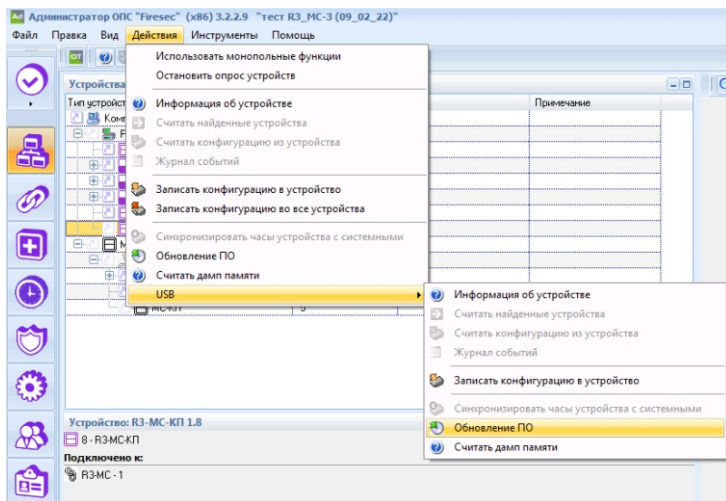 Администратор ОПС "Firesec" (x86) 3.2.2.9 "тест R3_МС-3 (09_02_22)"
Файл Правка Вид Действия Инструменты Помощь
Использовать монопольные функции
Остановить опрос устройств
Устройства
Тип устройст
Примечание
Информация об устройстве
Считать найденные устройства
Считать конфигурацию из устройства
Журнал событий
Записать конфигурацию в устройство
Записать конфигурацию во все устройства
Синхронизировать часы устройства с системными
Обновление ПО
Считать дамп памяти
USB
МС-КП 5
Информация об устройстве
Считать найденные устройства
Считать конфигурацию из устройства
Журнал событий
Записать конфигурацию в устройство
Синхронизировать часы устройства с системными
Обновление ПО
Считать дамп памяти
Устройство: R3-МС-КП 1.8
8 - R3-МС-КП
Подключено к:
R3-МС - 1